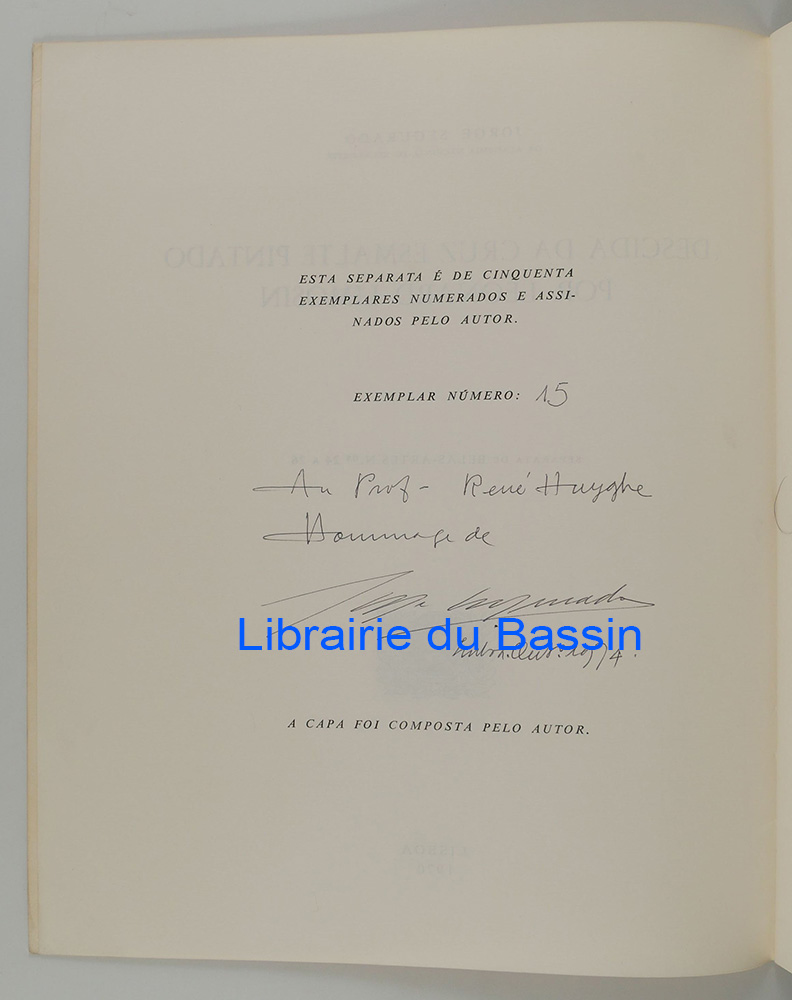 ESTA SEPARATA É DE CINQUENTA
EXEMPLARES NUMERADOS E ASSI-
NADOS PELO AUTOR.
EXEMPLAR NÚMERO: 15
Au Prof- René Huyghe
Hommage de
Librairie du Bassin
1974.
A CAPA FOI COMPOSTA PELO AUTOR.